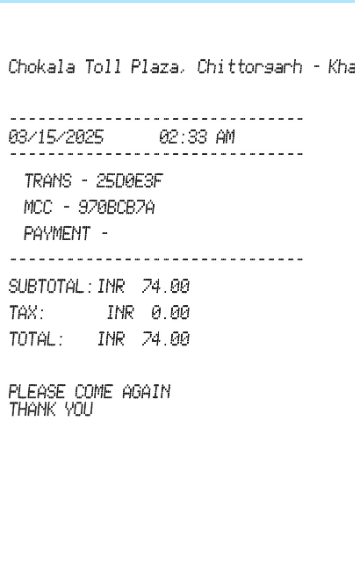 Chokala Toll Plaza, Chittorgarh - Kha
--------------------------------
03/15/2025 02:33 AM
--------------------------------
TRANS - 25D0E3F
MCC - 970BCB7A
PAYMENT -
--------------------------------
SUBTOTAL: INR 74.00
TAX: INR 0.00
TOTAL: INR 74.00
PLEASE COME AGAIN
THANK YOU